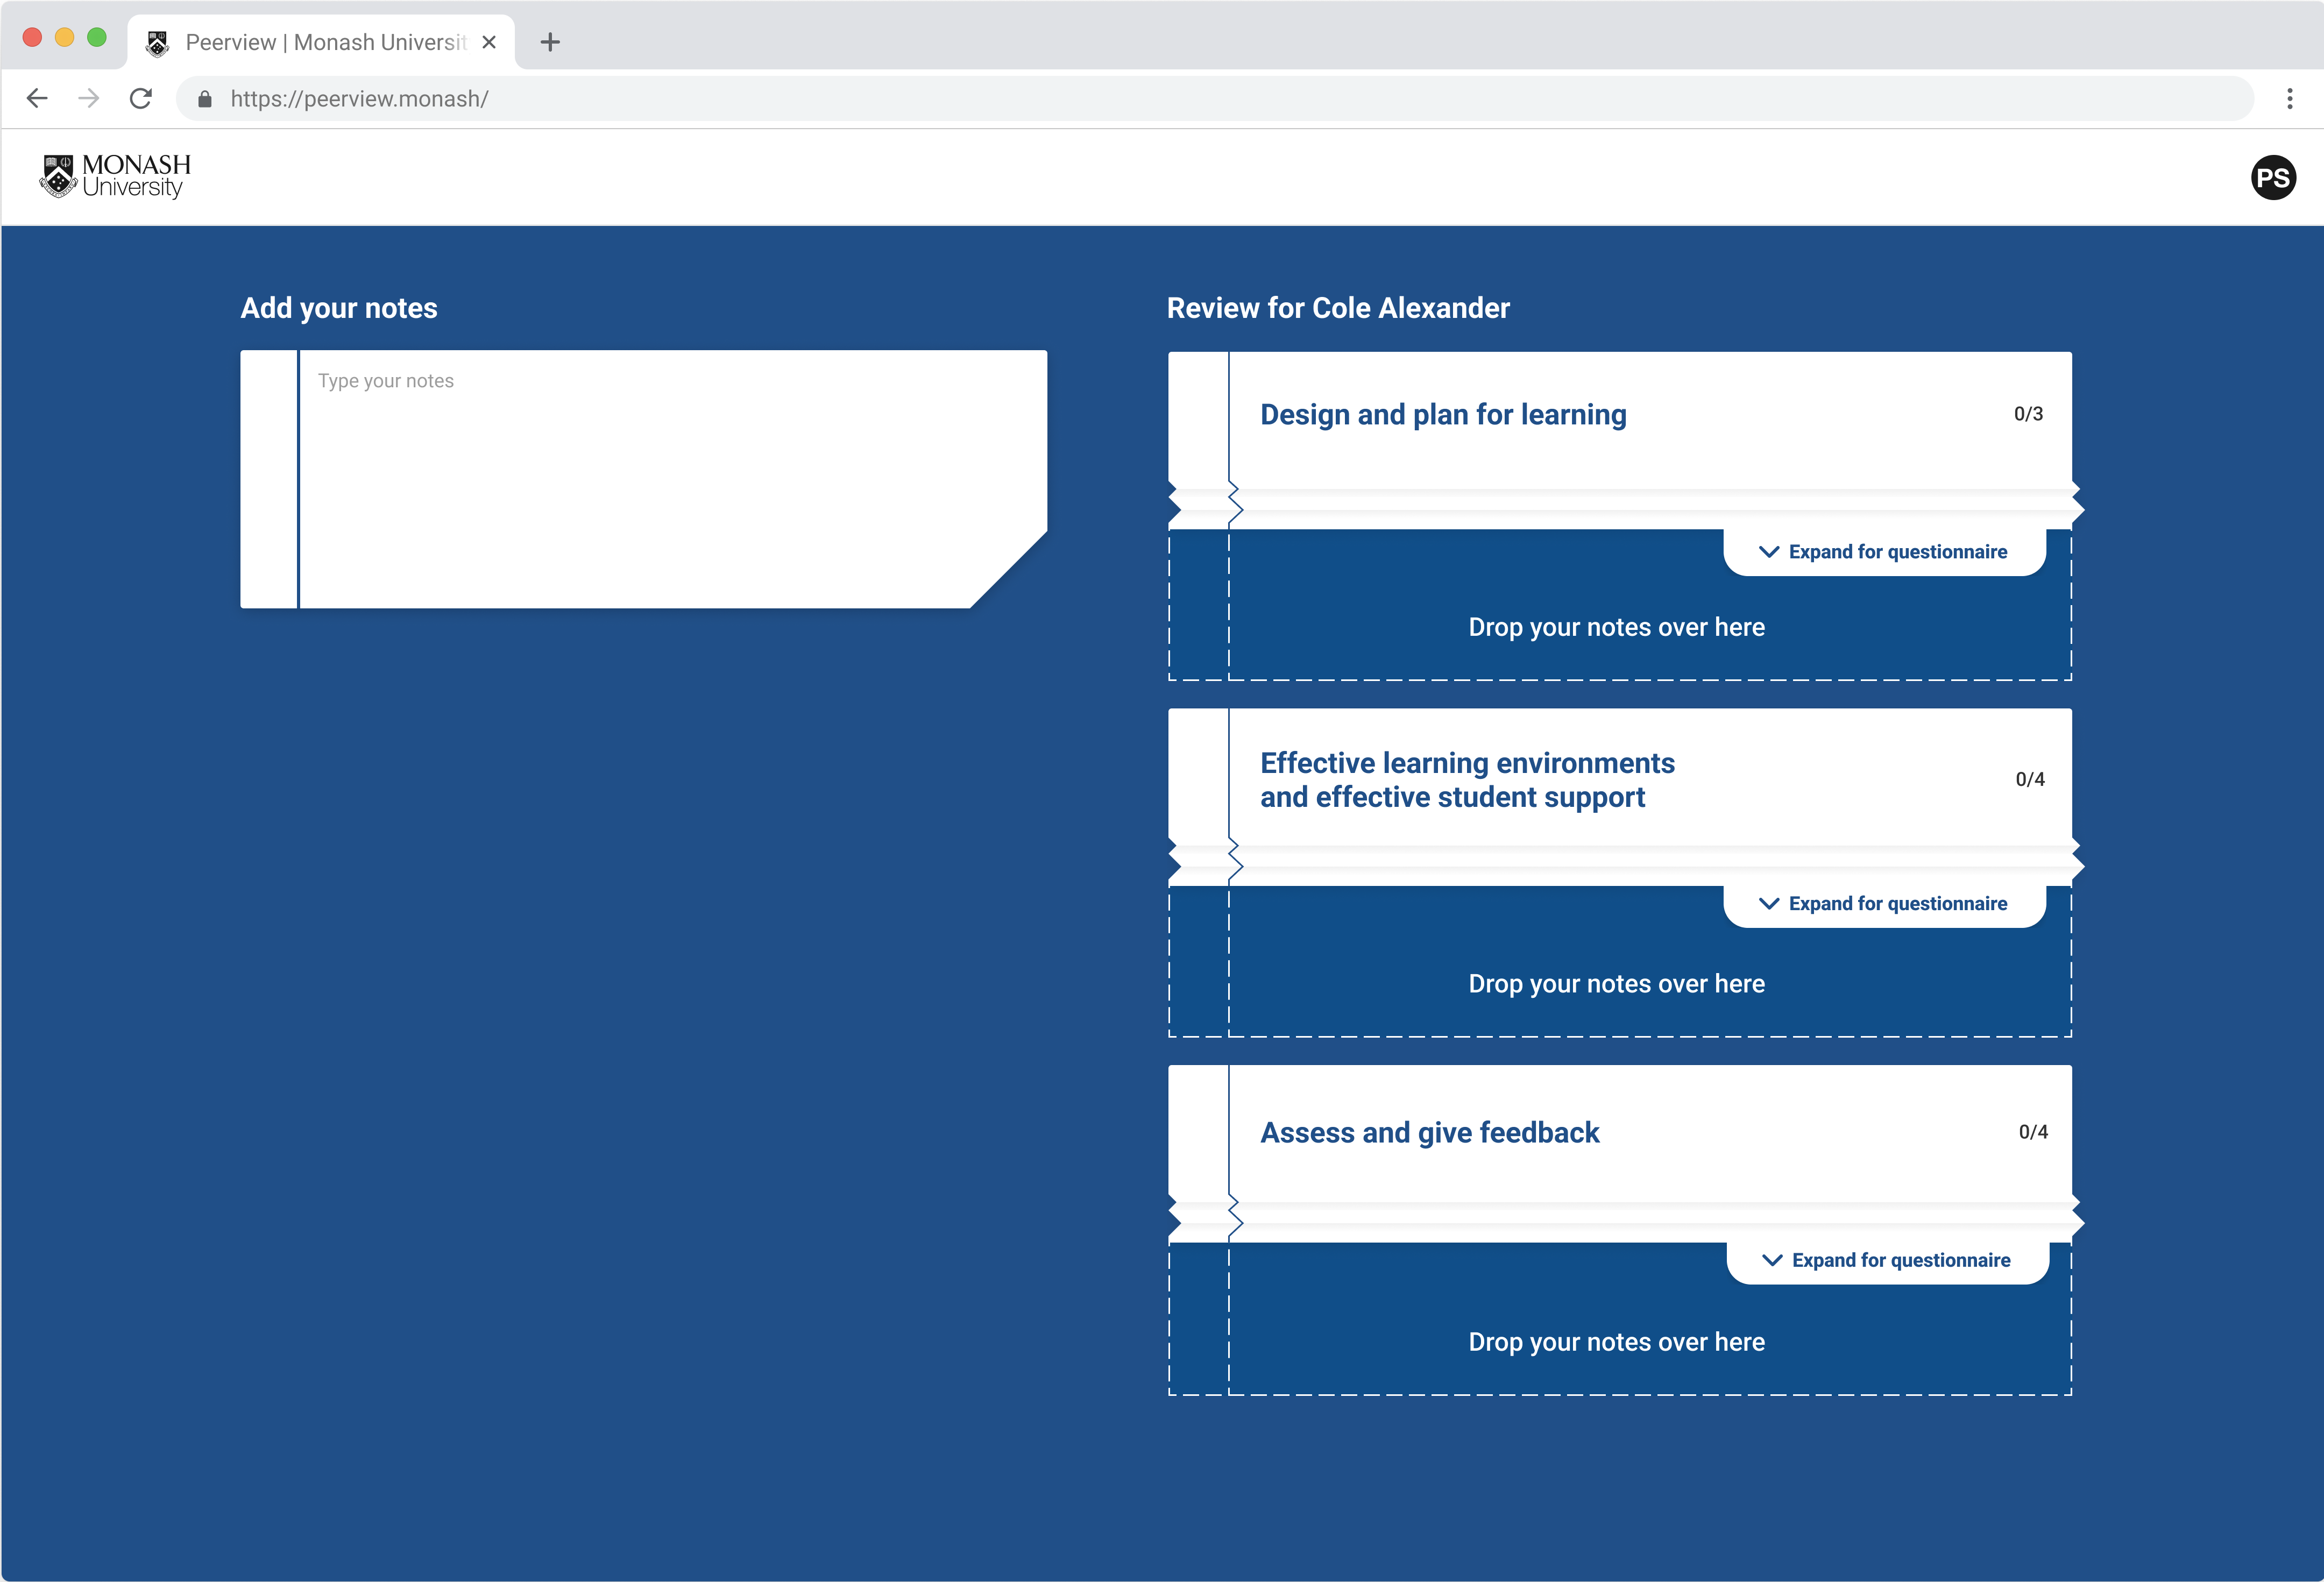 Peerview | Monash Universit
https://peerview.monash/
MONASH
University
PS
Add your notes
Type your notes
Review for Cole Alexander
Design and plan for learning
0/3
Expand for questionnaire
Drop your notes over here
Effective learning environments
and effective student support
0/4
Expand for questionnaire
Drop your notes over here
Assess and give feedback
0/4
Expand for questionnaire
Drop your notes over here